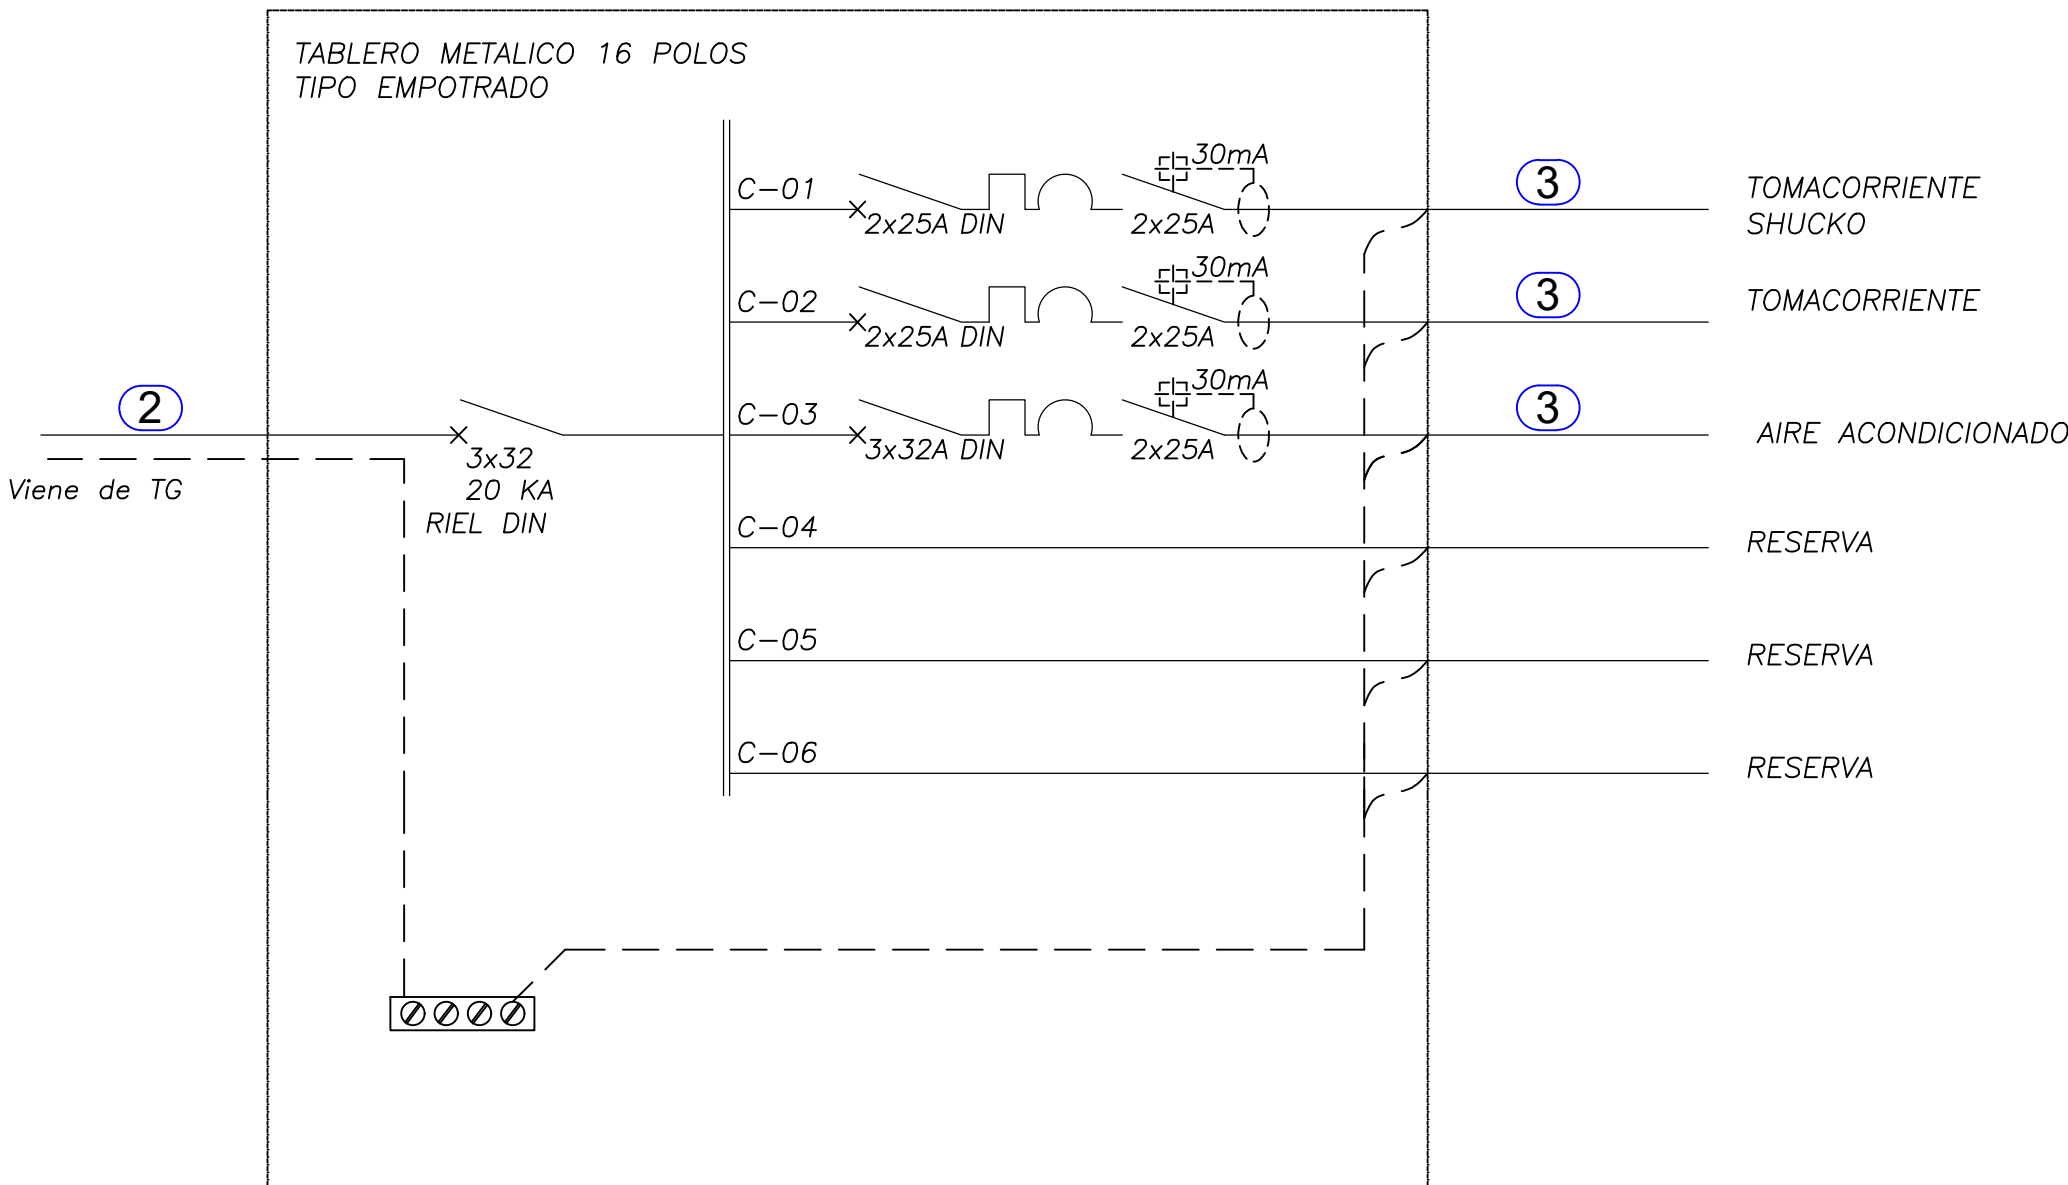 TABLERO METALICO 16 POLOS
TIPO EMPOTRADO
C-01
2x25A DIN
30mA
2x25A
3
TOMACORRIENTE
SHUCKO
C-02
2x25A DIN
30mA
2x25A
3
TOMACORRIENTE
2
Viene de TG
3x32
20 KA
RIEL DIN
C-03
3x32A DIN
30mA
2x25A
3
AIRE ACONDICIONADO
C-04
RESERVA
C-05
RESERVA
C-06
RESERVA